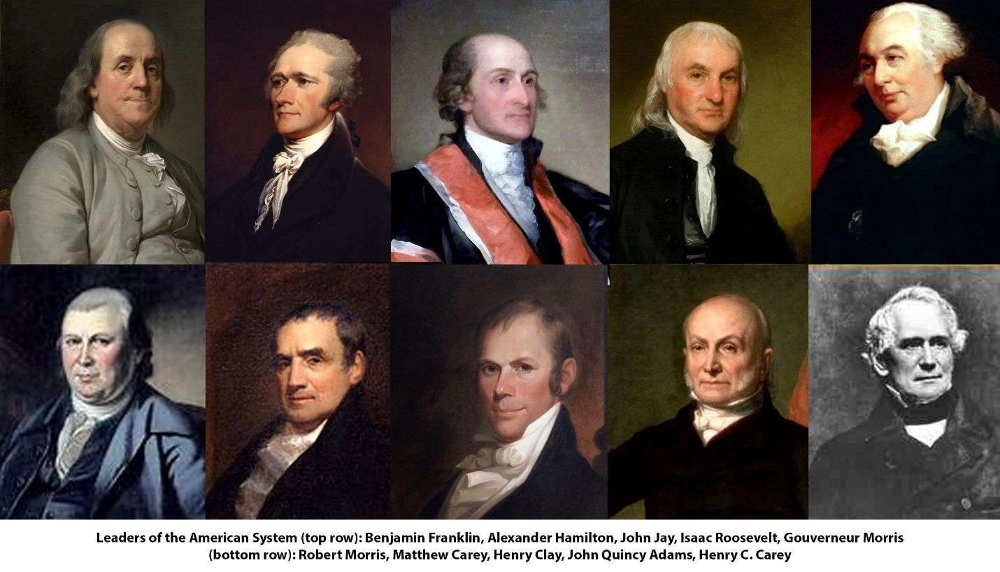 Leaders of the American System (top row): Benjamin Franklin, Alexander Hamilton, John Jay, Isaac Roosevelt, Gouverneur Morris
(bottom row): Robert Morris, Matthew Carey, Henry Clay, John Quincy Adams, Henry C. Carey